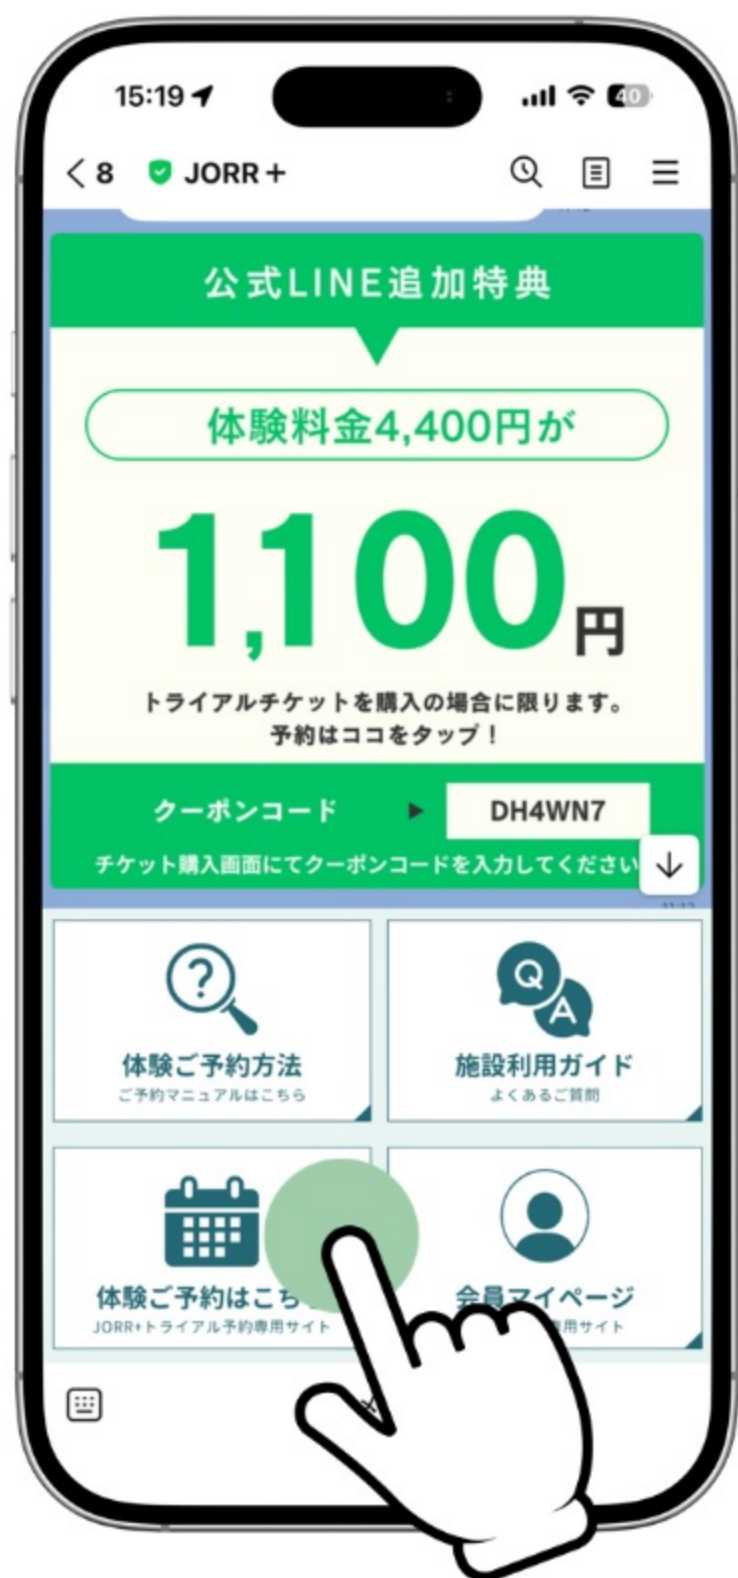 15:19
40
8 JORR+
公式LINE追加特典
体験料金4,400円が
1,100円
トライアルチケットを購入の場合に限ります。
予約はココをタップ！
クーポンコード ▶ DH4WN7
チケット購入画面にてクーポンコードを入力してください
?
Q A
体験ご予約方法
ご予約マニュアルはこちら
施設利用ガイド
よくあるご質問
体験ご予約はこち
JORR+トライアル予約専用サイト
会員マイページ
用サイト